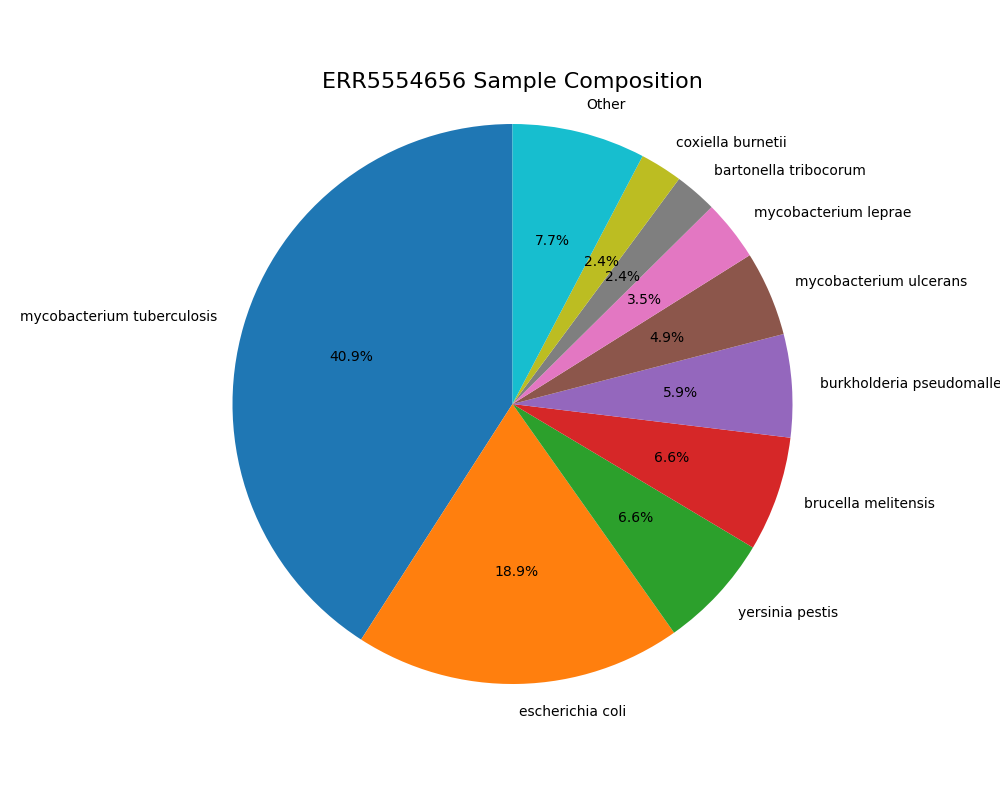 ERR5554656 Sample Composition
Other
coxiella burnetii
bartonella tribocorum
mycobacterium leprae
mycobacterium ulcerans
burkholderia pseudomalle
brucella melitensis
yersinia pestis
escherichia coli
mycobacterium tuberculosis
7.7%
2.4%
2.4%
3.5%
4.9%
5.9%
6.6%
6.6%
18.9%
40.9%